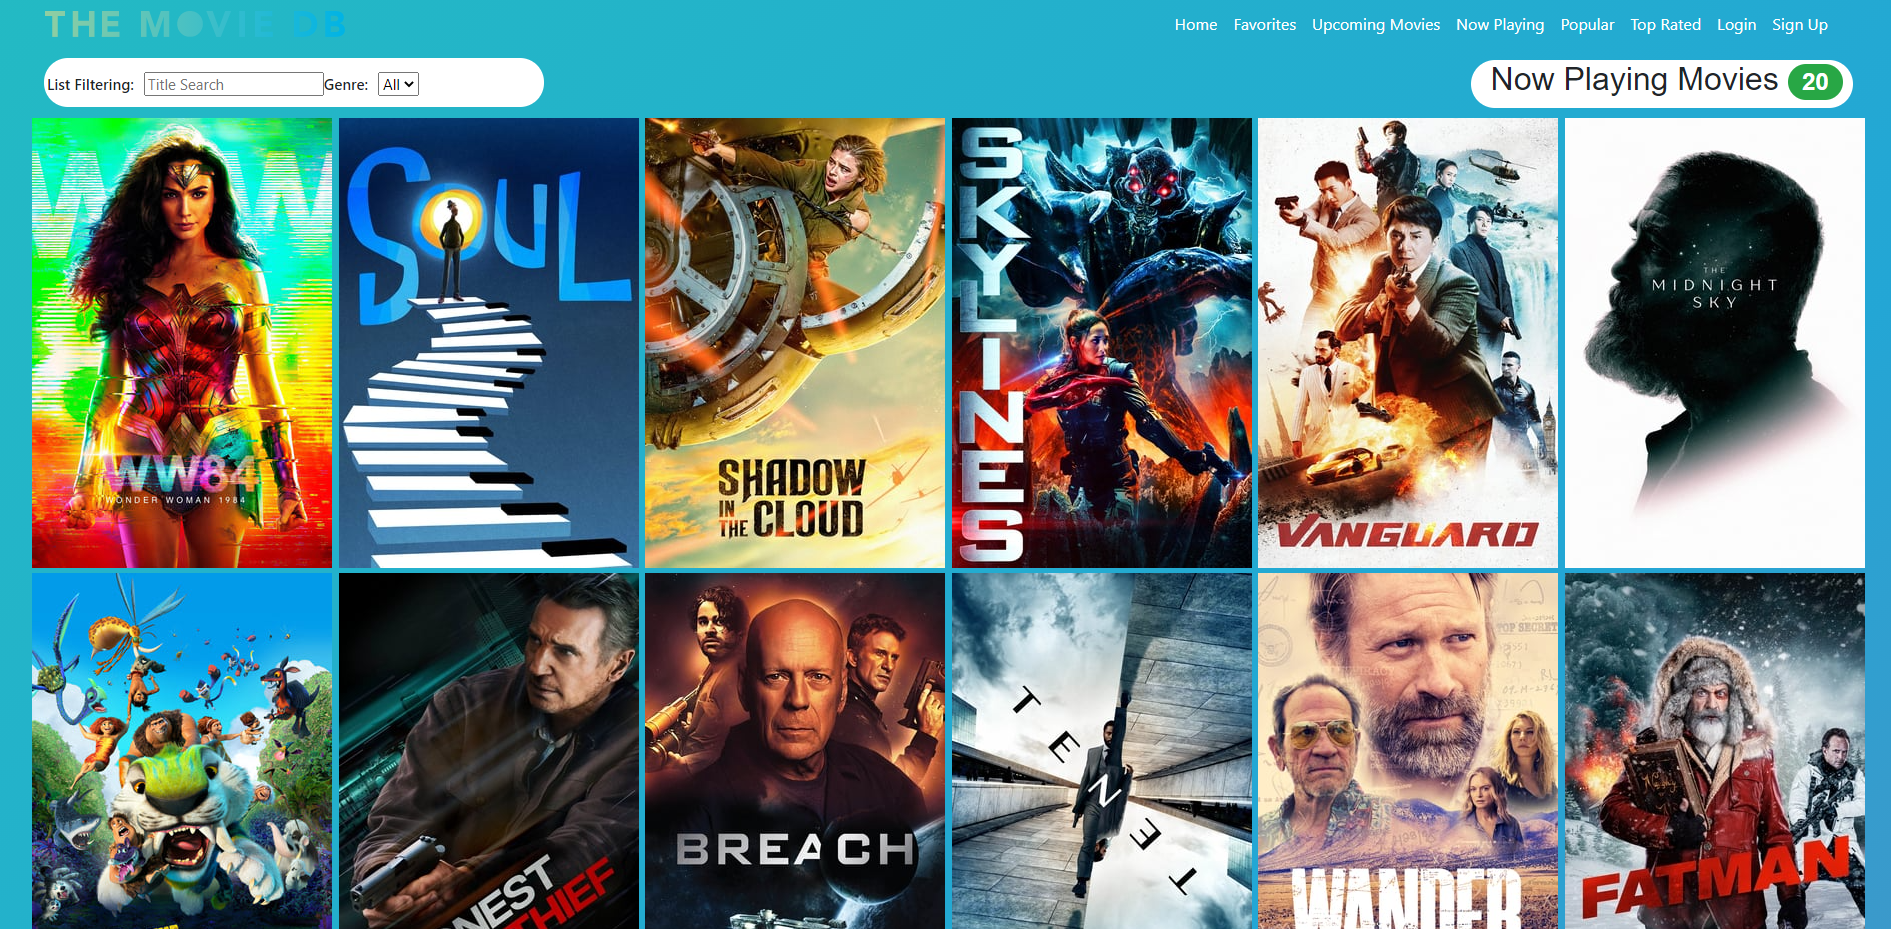 THE MOVIE DB
Home Favorites Upcoming Movies Now Playing Popular Top Rated Login Sign Up
List Filtering: Title Search Genre: All
Now Playing Movies 20
WW84
WONDER WOMAN 1984
SOUL
SHADOW
IN THE CLOUD
SKYLINES
VANGUARD
THE
MIDNIGHT
SKY
NEST
THIEF
BREACH
TENET
TOP SECRET
WANDER
FATMAN